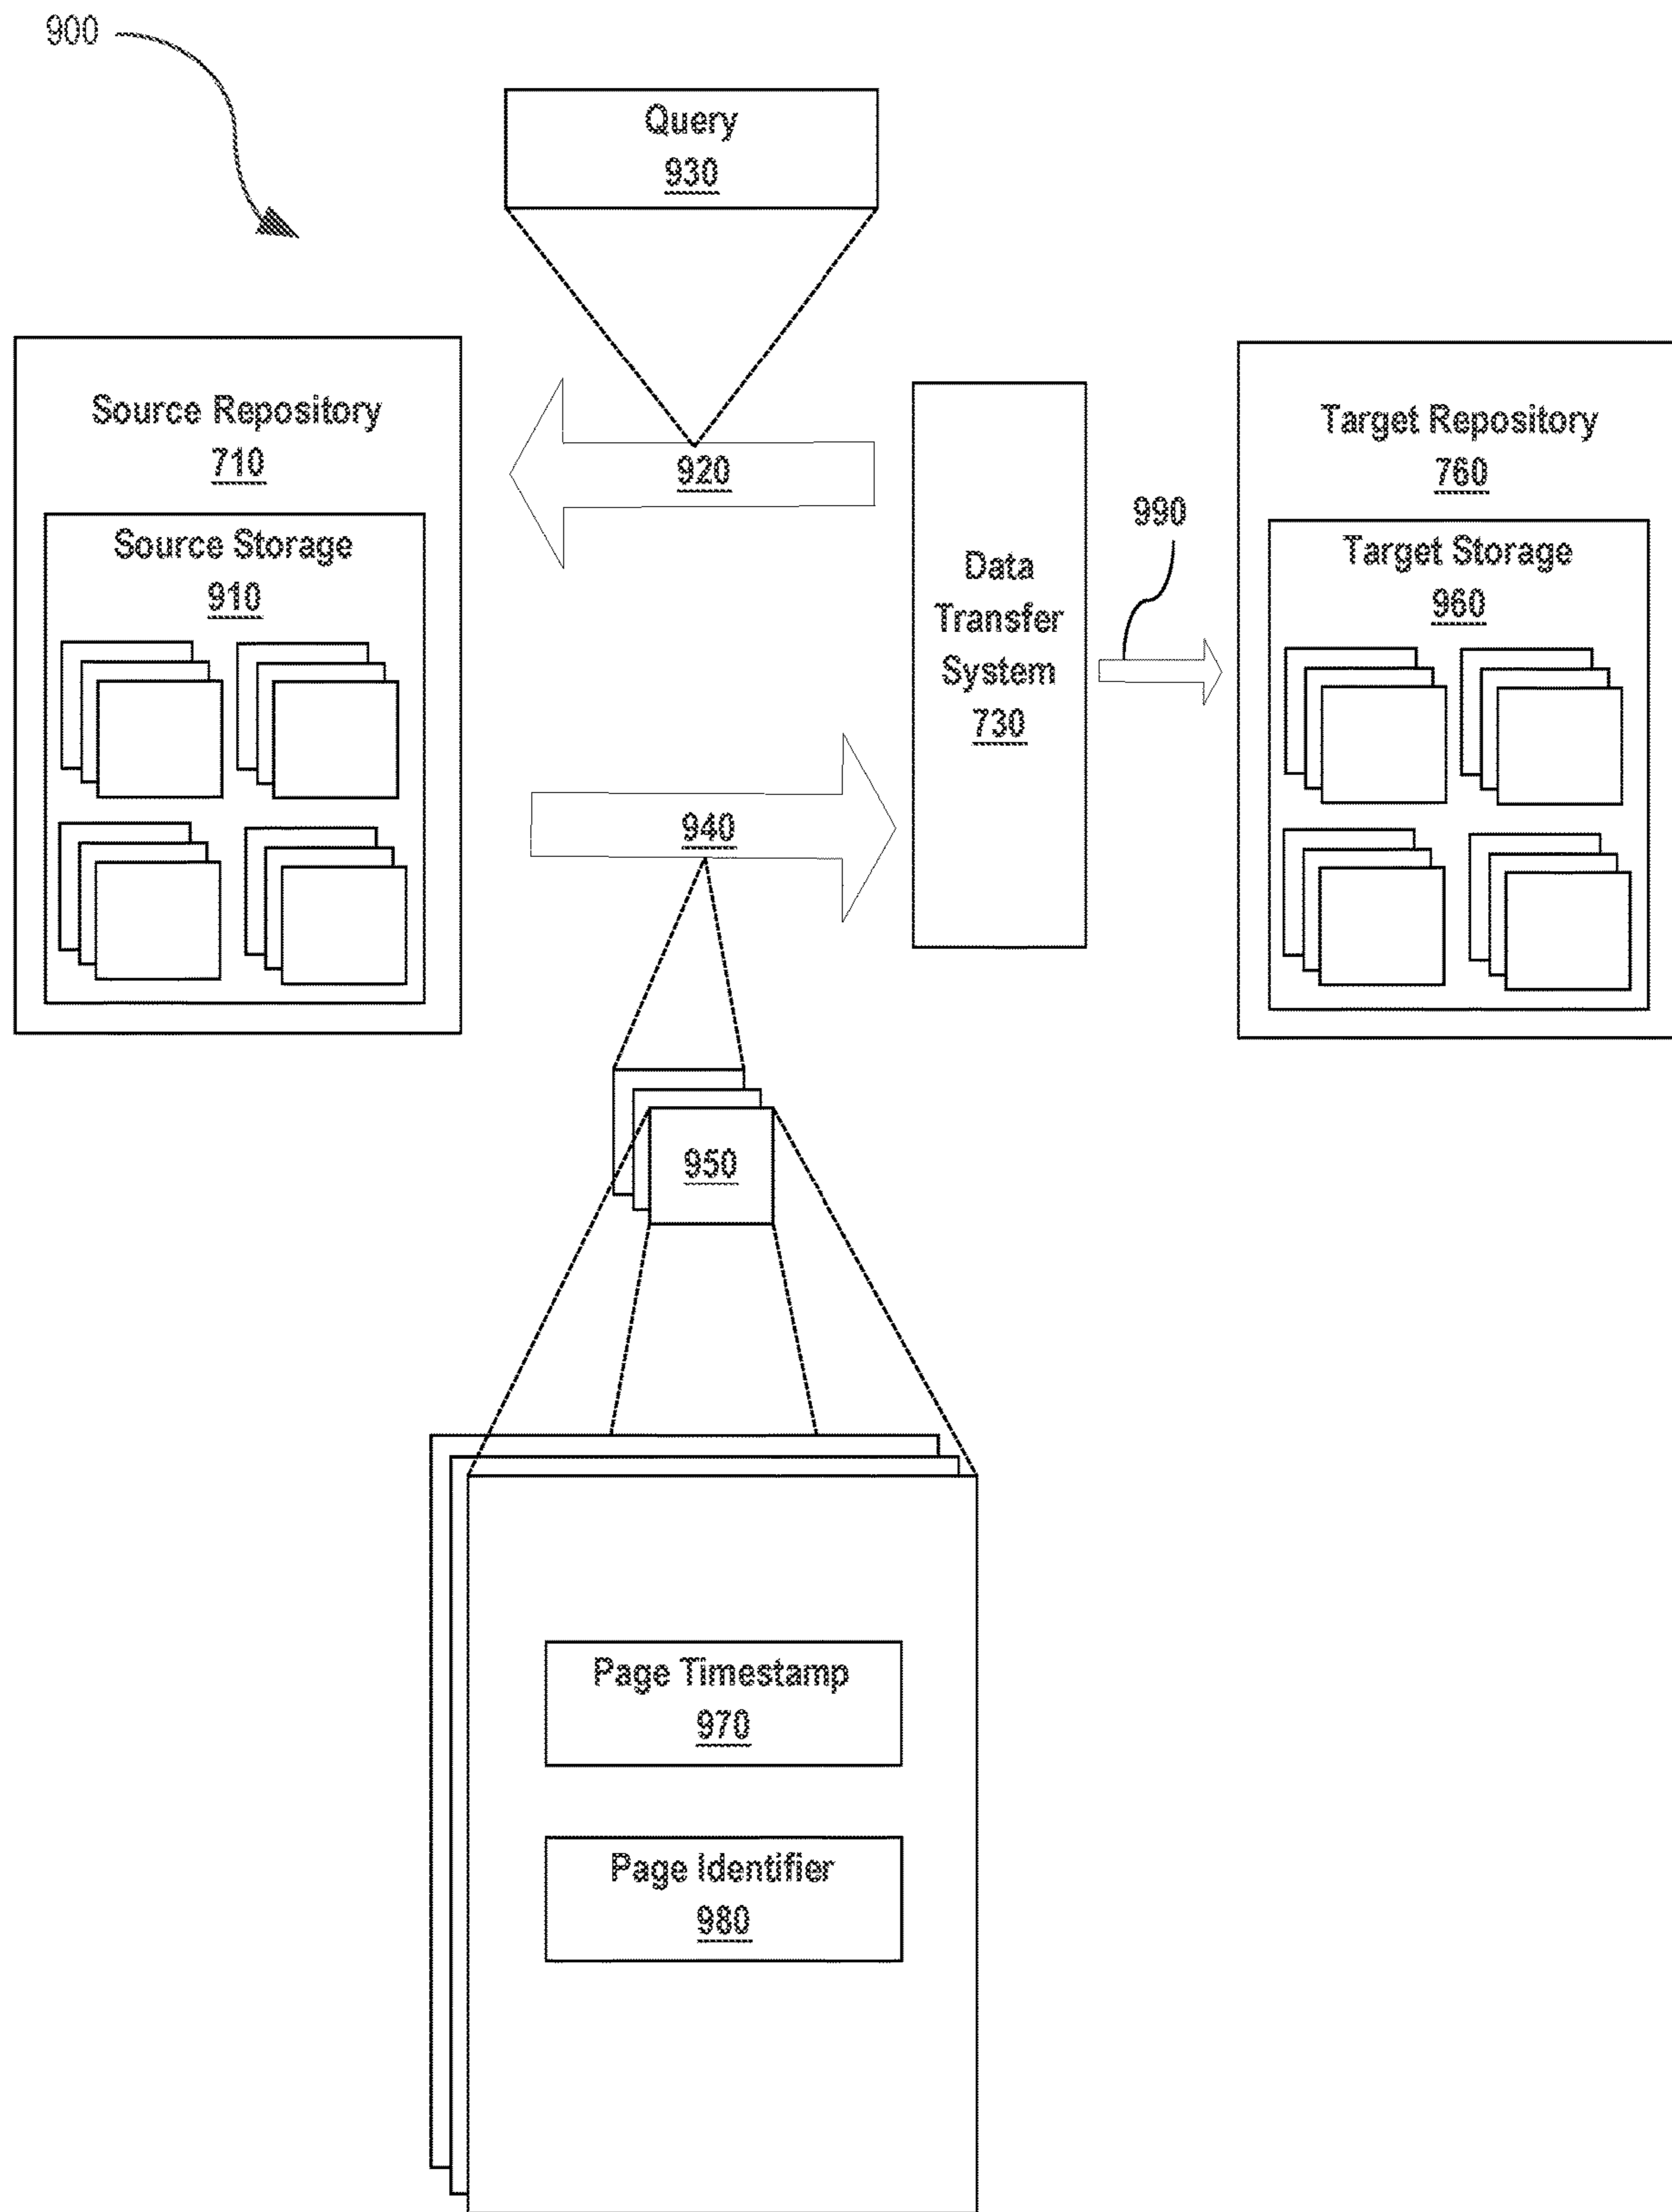 900
Query
930
Source Repository
710
Source Storage
910
920
940
Data
Transfer
System
730
990
Target Repository
760
Target Storage
960
950
Page Timestamp
970
Page Identifier
980